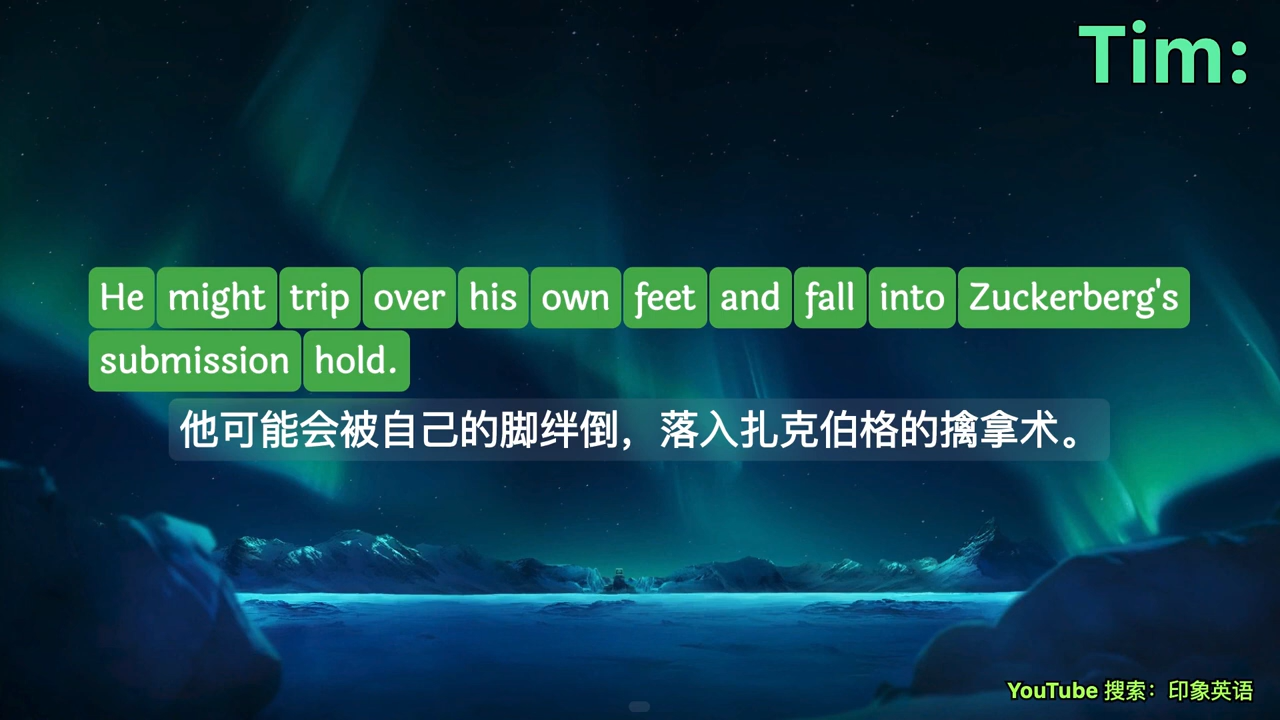 Tim:
He might trip over his own feet and fall into Zuckerberg's
submission hold.
他可能会被自己的脚绊倒，落入扎克伯格的擒拿术。
YouTube 搜索：印象英语